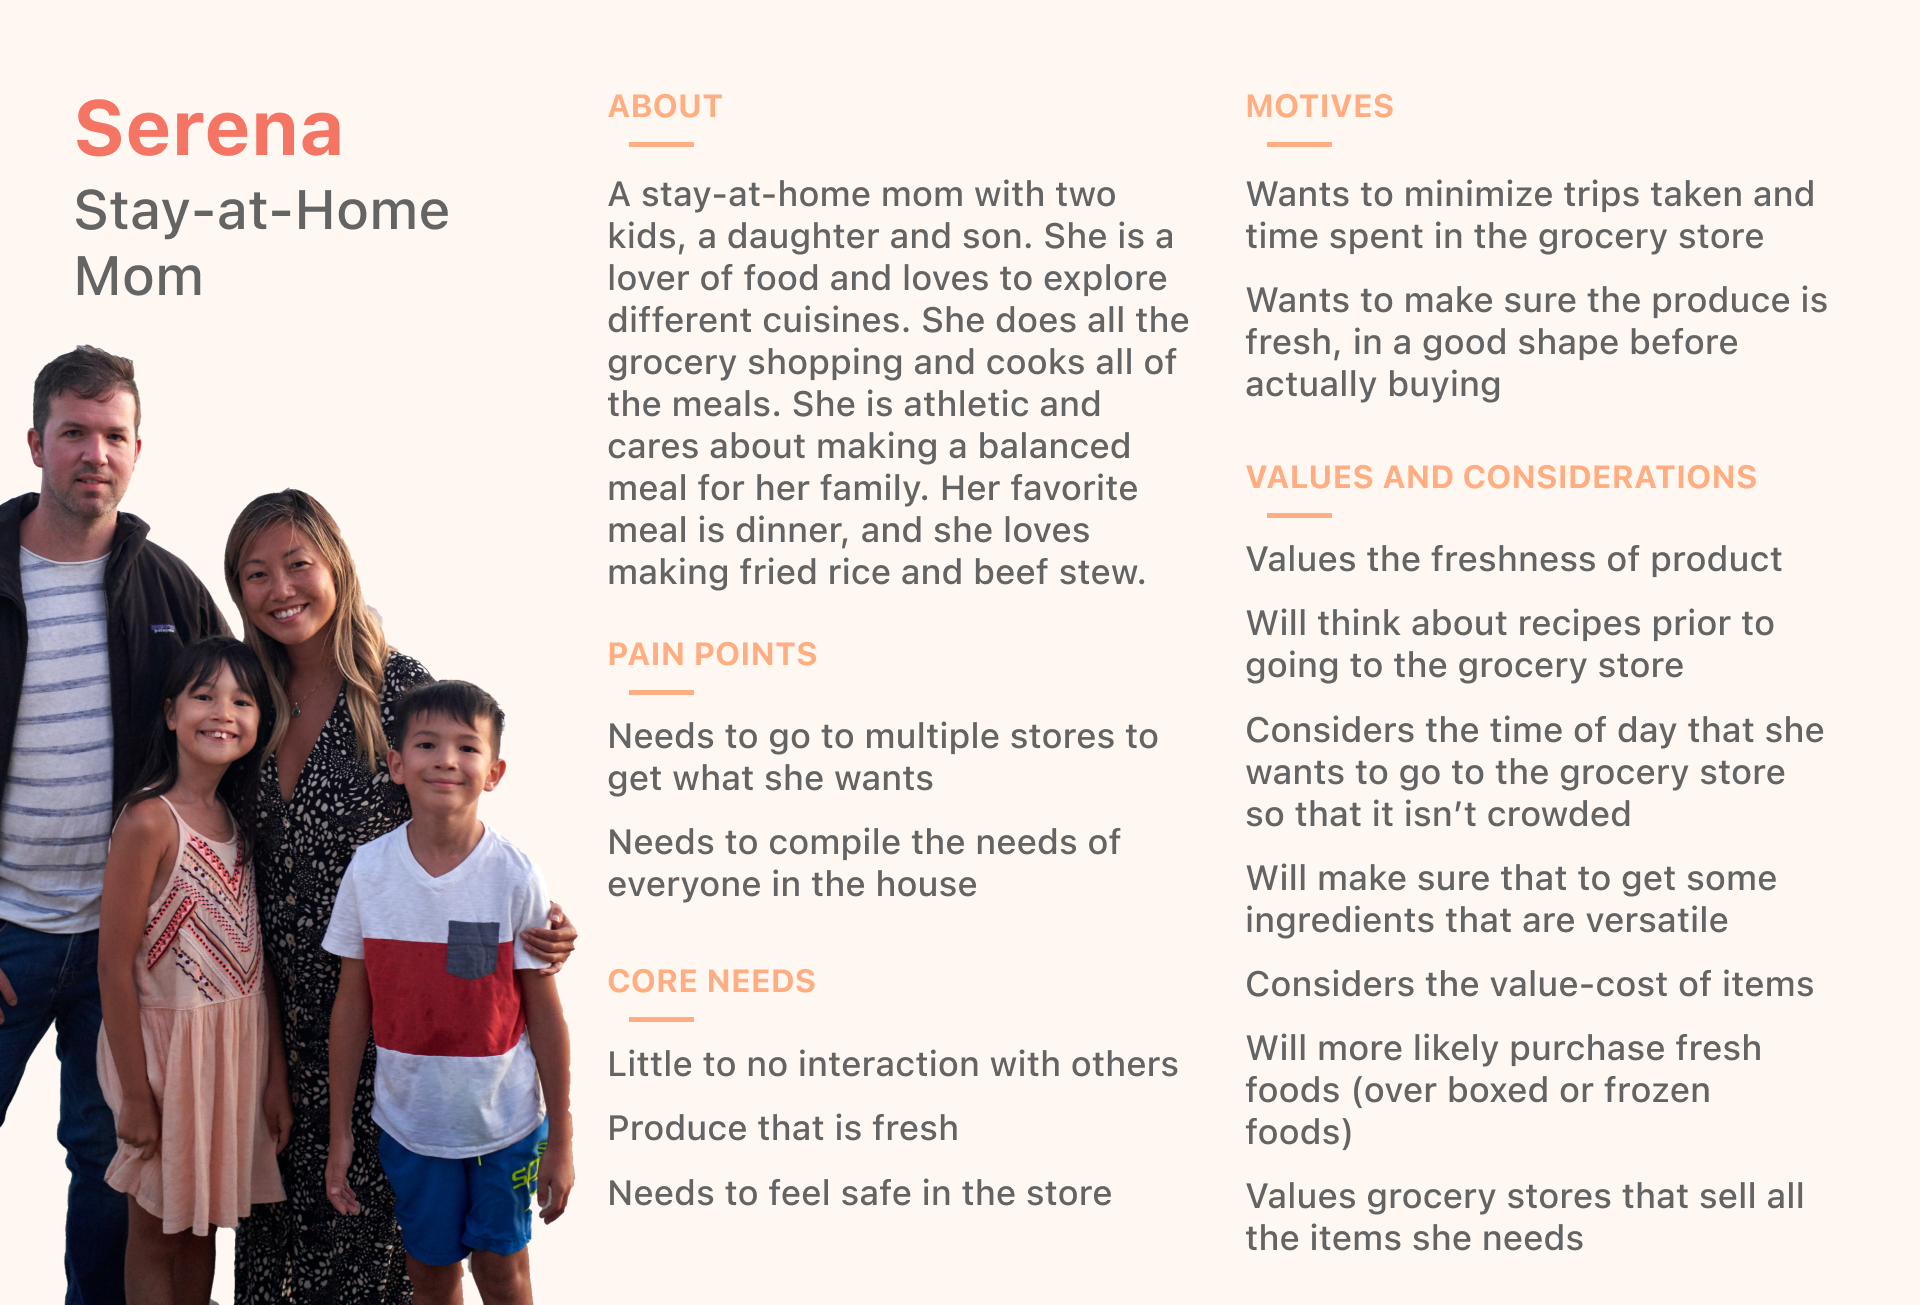 Serena
Stay-at-Home
Mom
ABOUT
A stay-at-home mom with two
kids, a daughter and son. She is a
lover of food and loves to explore
different cuisines. She does all the
grocery shopping and cooks all of
the meals. She is athletic and
cares about making a balanced
meal for her family. Her favorite
meal is dinner, and she loves
making fried rice and beef stew.
PAIN POINTS
Needs to go to multiple stores to
get what she wants
Needs to compile the needs of
everyone in the house
CORE NEEDS
Little to no interaction with others
Produce that is fresh
Needs to feel safe in the store
MOTIVES
Wants to minimize trips taken and
time spent in the grocery store
Wants to make sure the produce is
fresh, in a good shape before
actually buying
VALUES AND CONSIDERATIONS
Values the freshness of product
Will think about recipes prior to
going to the grocery store
Considers the time of day that she
wants to go to the grocery store
so that it isn’t crowded
Will make sure that to get some
ingredients that are versatile
Considers the value-cost of items
Will more likely purchase fresh
foods (over boxed or frozen
foods)
Values grocery stores that sell all
the items she needs